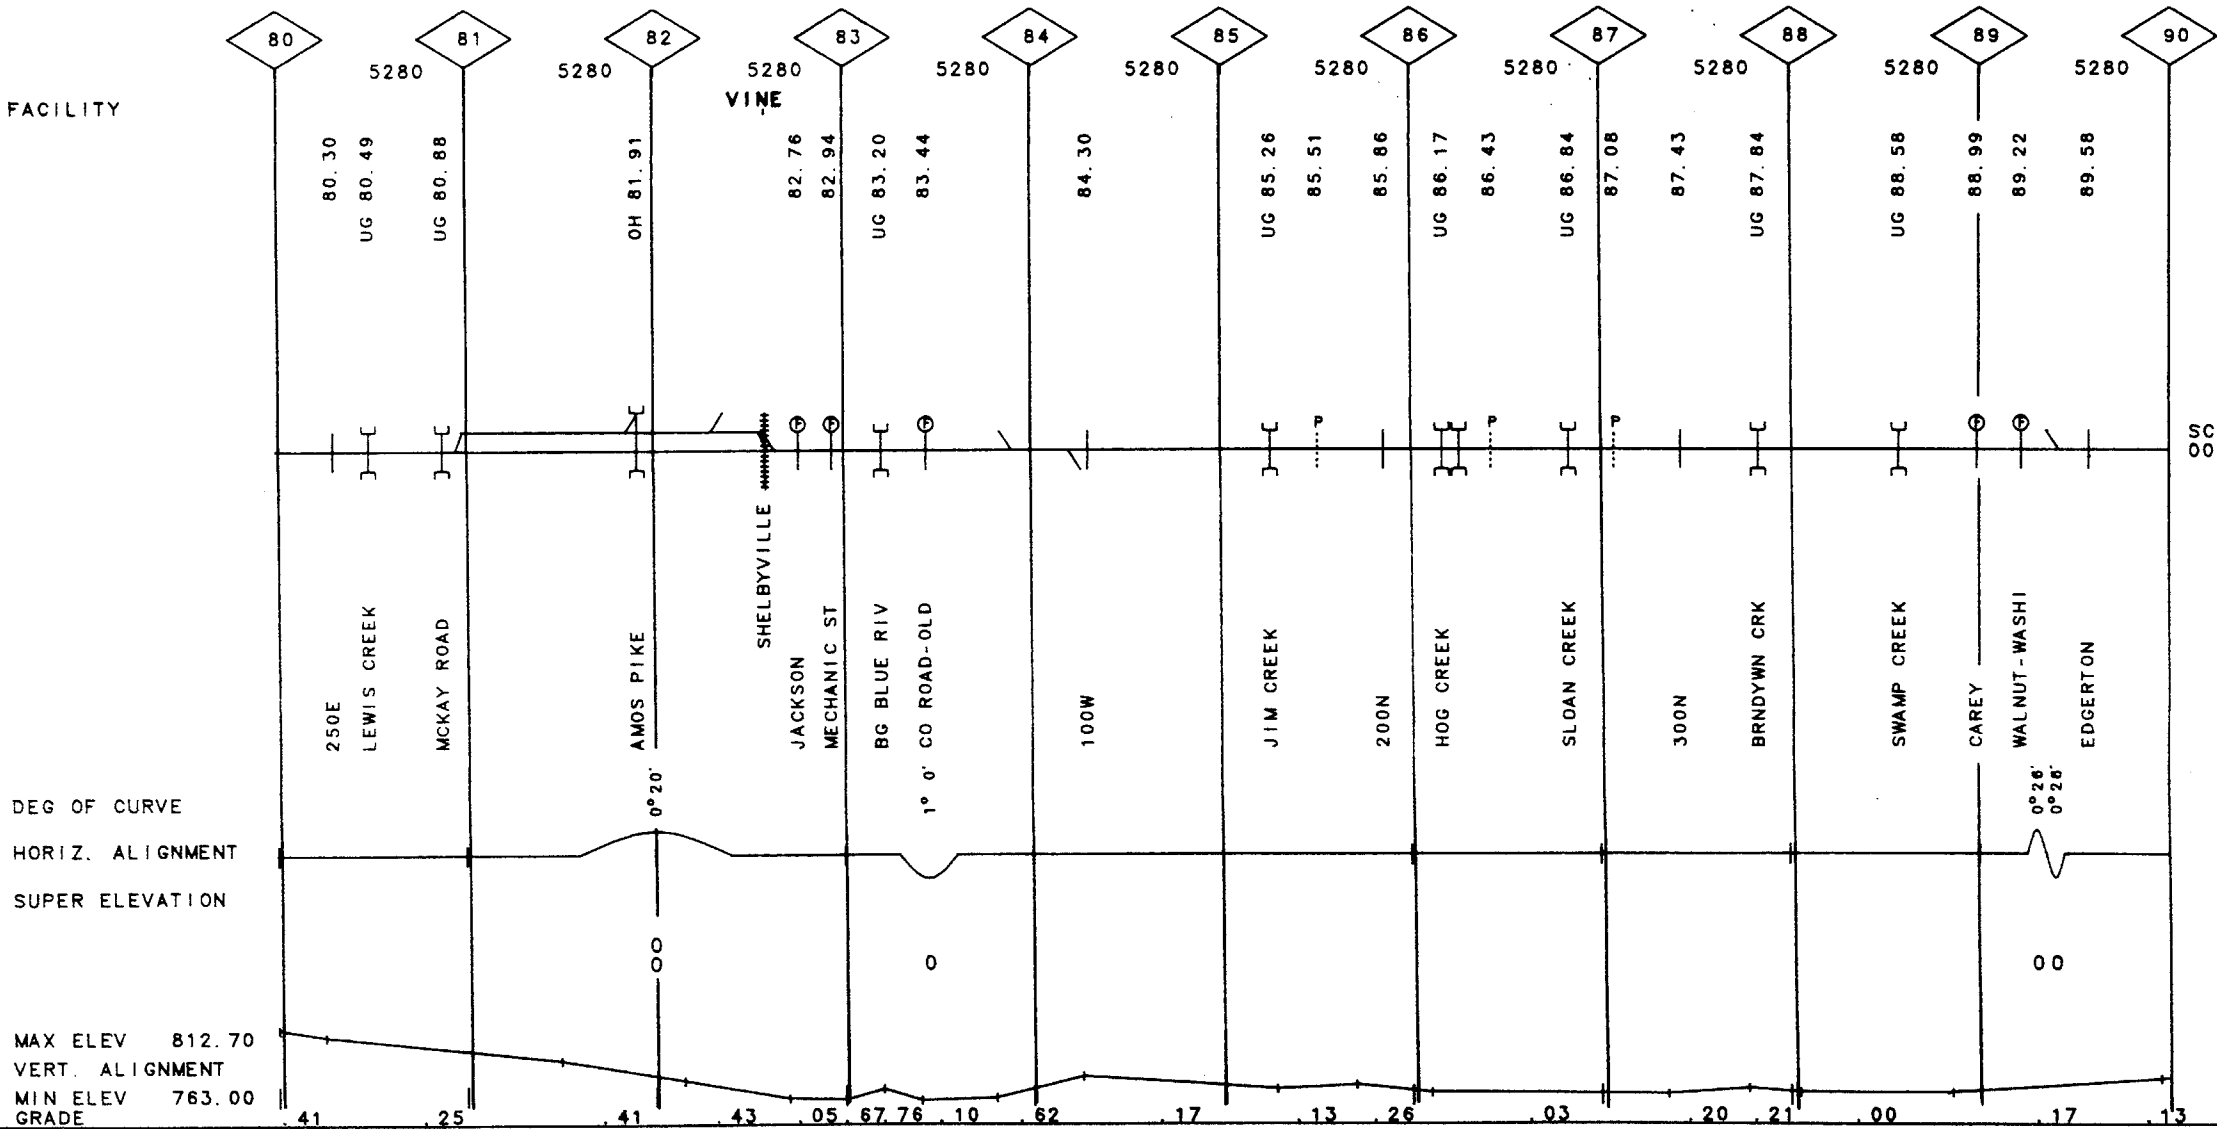 80 81 82 83 84 85 86 87 88 89 90
5280 5280 5280 5280 5280 5280 5280 5280 5280 5280
VINE
FACILITY
80.30
UG 80.49
UG 80.88
OH 81.91
82.76
82.94
UG 83.20
83.44
84.30
UG 85.26
85.51
85.86
UG 86.17
86.43
UG 86.84
87.08
87.43
UG 87.84
UG 88.58
88.99
89.22
89.58
F F F P P P F F
SC
00
250E
LEWIS CREEK
MCKAY ROAD
AMOS PIKE
SHELBYVILLE
JACKSON
MECHANIC ST
BG BLUE RIV
CO ROAD-OLD
100W
JIM CREEK
200N
HOG CREEK
SLOAN CREEK
300N
BRNDYWN CRK
SWAMP CREEK
CAREY
WALNUT-WASHI
EDGERTON
DEG OF CURVE
0°20'
1° 0'
0°26'
0°26'
HORIZ. ALIGNMENT
SUPER ELEVATION
0
0
0
0 0
MAX ELEV 812.70
VERT. ALIGNMENT
MIN ELEV 763.00
GRADE .41 .25 .41 .43 .05 .67 .76 .10 .62 .17 .13 .26 .03 .20 .21 .00 .17 .13